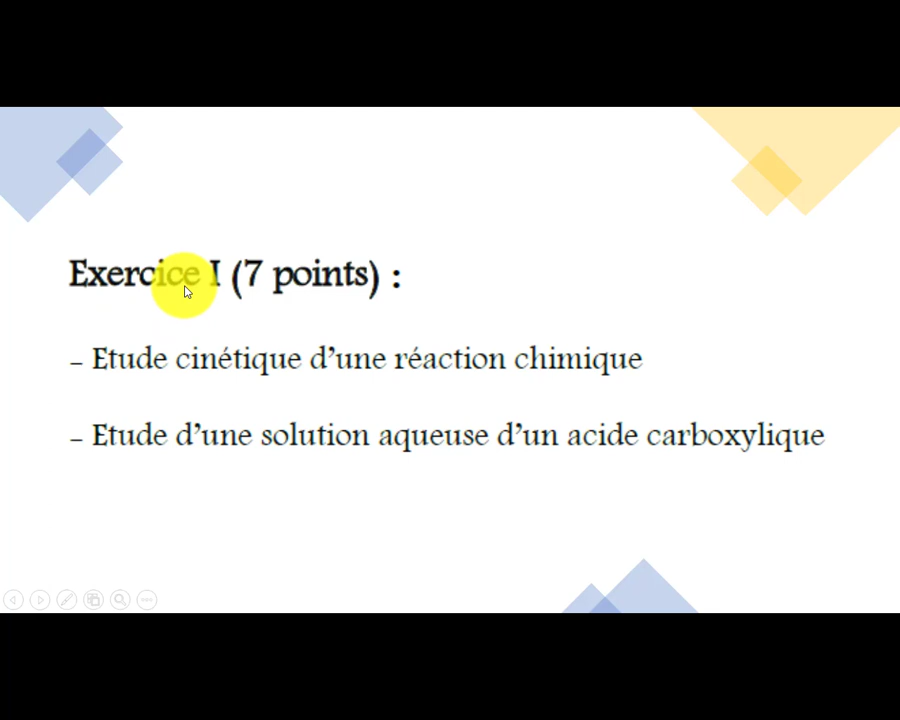 Exercice I (7 points) :
– Etude cinétique d’une réaction chimique
– Etude d’une solution aqueuse d’un acide carboxylique